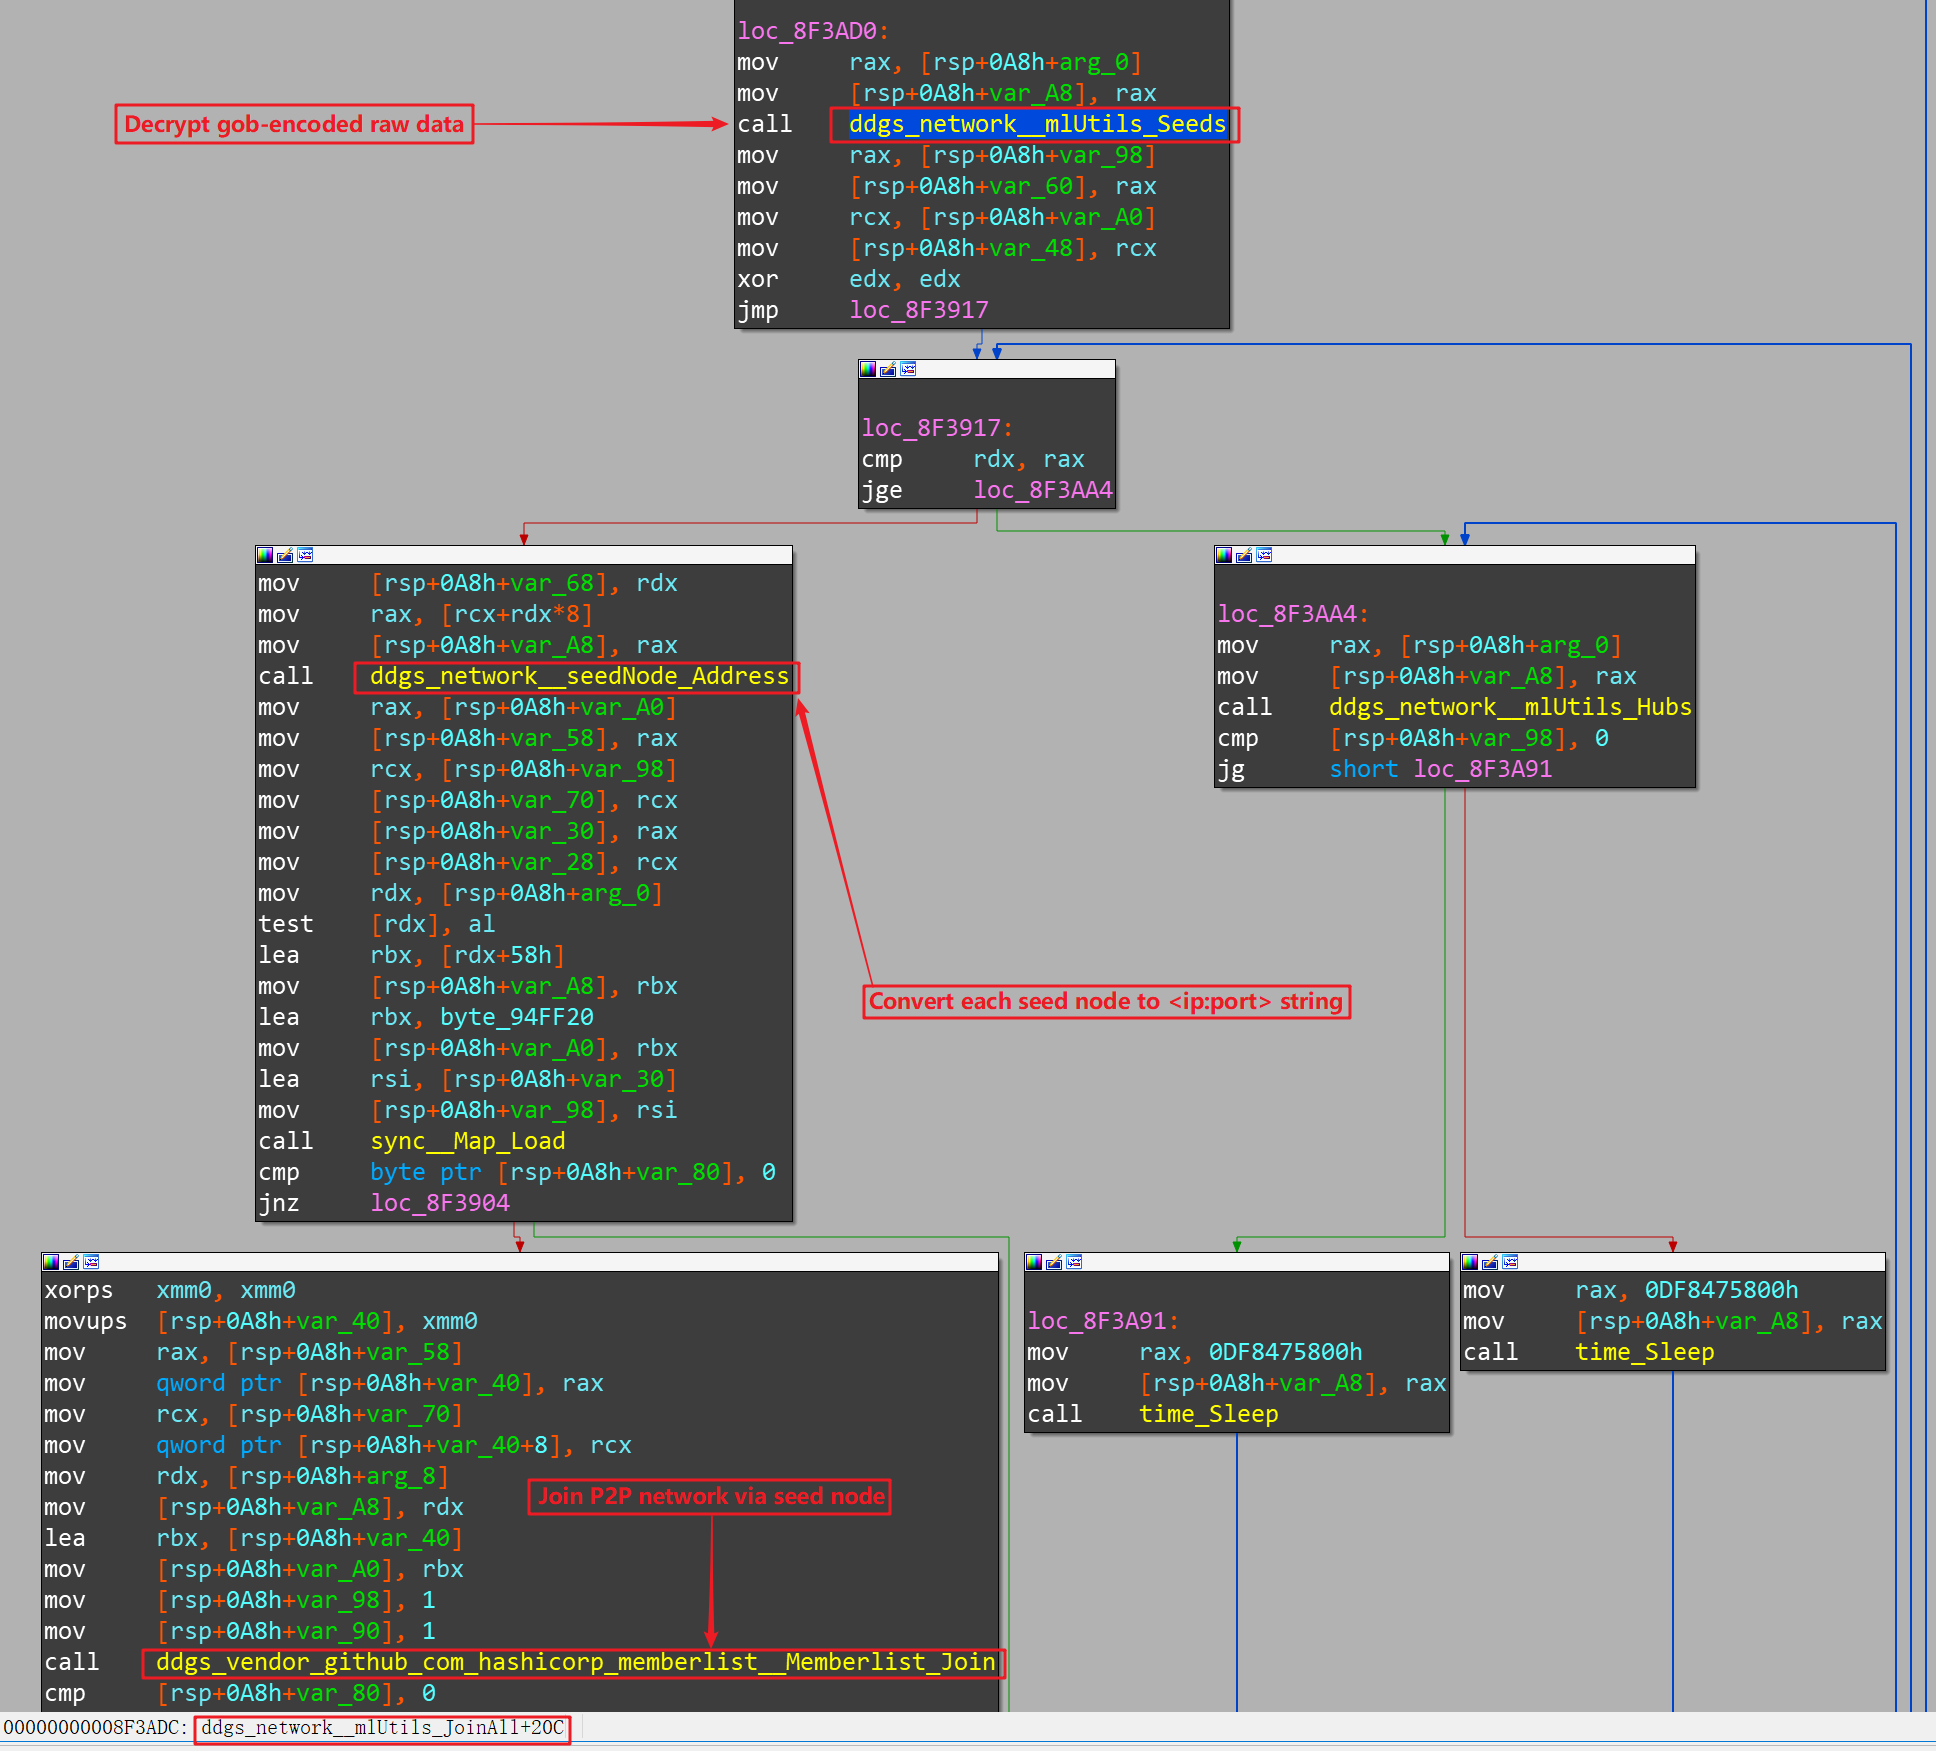 loc_8F3AD0:
mov rax, [rsp+0A8h+arg_0]
mov [rsp+0A8h+var_A8], rax
Decrypt gob-encoded raw data
call ddgs_network__mlUtils_Seeds
mov rax, [rsp+0A8h+var_98]
mov [rsp+0A8h+var_60], rax
mov rcx, [rsp+0A8h+var_A0]
mov [rsp+0A8h+var_48], rcx
xor edx, edx
jmp loc_8F3917
loc_8F3917:
cmp rdx, rax
jge loc_8F3AA4
mov [rsp+0A8h+var_68], rdx
mov rax, [rcx+rdx*8]
mov [rsp+0A8h+var_A8], rax
call ddgs_network__seedNode_Address
mov rax, [rsp+0A8h+var_A0]
mov [rsp+0A8h+var_58], rax
mov rcx, [rsp+0A8h+var_98]
mov [rsp+0A8h+var_70], rcx
mov [rsp+0A8h+var_30], rax
mov [rsp+0A8h+var_28], rcx
mov rdx, [rsp+0A8h+arg_0]
test [rdx], al
lea rbx, [rdx+58h]
mov [rsp+0A8h+var_A8], rbx
lea rbx, byte_94FF20
mov [rsp+0A8h+var_A0], rbx
lea rsi, [rsp+0A8h+var_30]
mov [rsp+0A8h+var_98], rsi
call sync__Map_Load
cmp byte ptr [rsp+0A8h+var_80], 0
jnz loc_8F3904
loc_8F3AA4:
mov rax, [rsp+0A8h+arg_0]
mov [rsp+0A8h+var_A8], rax
call ddgs_network__mlUtils_Hubs
cmp [rsp+0A8h+var_98], 0
jg short loc_8F3A91
Convert each seed node to <ip:port> string
xorps xmm0, xmm0
movups [rsp+0A8h+var_40], xmm0
mov rax, [rsp+0A8h+var_58]
mov qword ptr [rsp+0A8h+var_40], rax
mov rcx, [rsp+0A8h+var_70]
mov qword ptr [rsp+0A8h+var_40+8], rcx
mov rdx, [rsp+0A8h+arg_8]
mov [rsp+0A8h+var_A8], rdx
lea rbx, [rsp+0A8h+var_40]
mov [rsp+0A8h+var_A0], rbx
mov [rsp+0A8h+var_98], 1
mov [rsp+0A8h+var_90], 1
call ddgs_vendor_github_com_hashicorp_memberlist__Memberlist_Join
cmp [rsp+0A8h+var_80], 0
Join P2P network via seed node
loc_8F3A91:
mov rax, 0DF8475800h
mov [rsp+0A8h+var_A8], rax
call time_Sleep
mov rax, 0DF8475800h
mov [rsp+0A8h+var_A8], rax
call time_Sleep
00000000008F3ADC: ddgs_network__mlUtils_JoinAll+20C